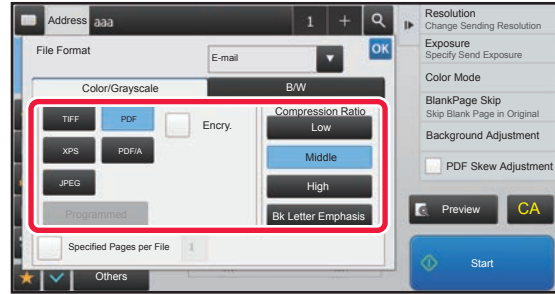 Address aaa 1 +
File Format
E-mail
OK
Color/Grayscale
B/W
TIFF
PDF
Encry.
XPS
PDF/A
JPEG
Programmed
Compression Ratio
Low
Middle
High
Bk Letter Emphasis
Specified Pages per File 1
Others
Resolution
Change Sending Resolution
Exposure
Specify Send Exposure
Color Mode
BlankPage Skip
Skip Blank Page in Original
Background Adjustment
PDF Skew Adjustment
Preview
CA
Start